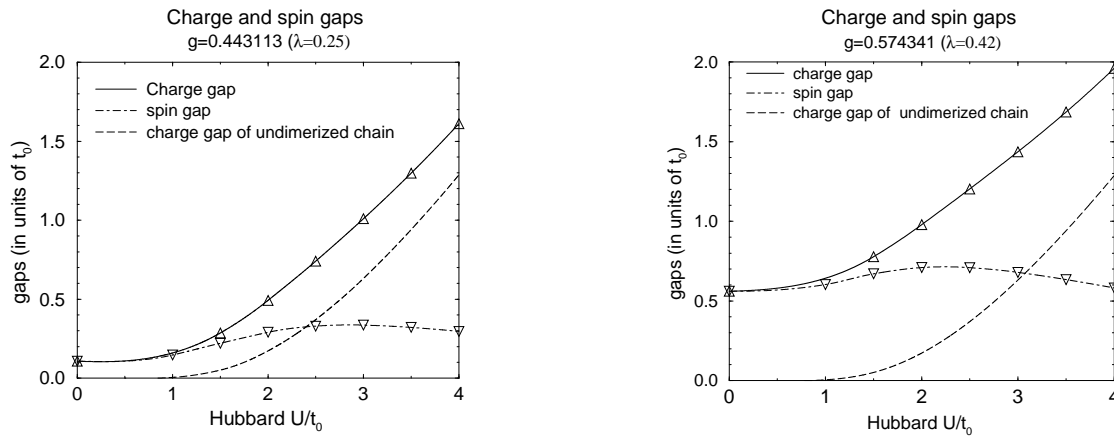 Charge and spin gaps
g=0.443113 (λ=0.25)
2.0
1.5
1.0
0.5
0.0
gaps (in units of t₀)
Charge gap
spin gap
charge gap of undimerized chain
0 1 2 3 4
Hubbard U/t₀
Charge and spin gaps
g=0.574341 (λ=0.42)
2.0
1.5
1.0
0.5
0.0
gaps (in units of t₀)
charge gap
spin gap
charge gap of undimerized chain
0 1 2 3 4
Hubbard U/t₀